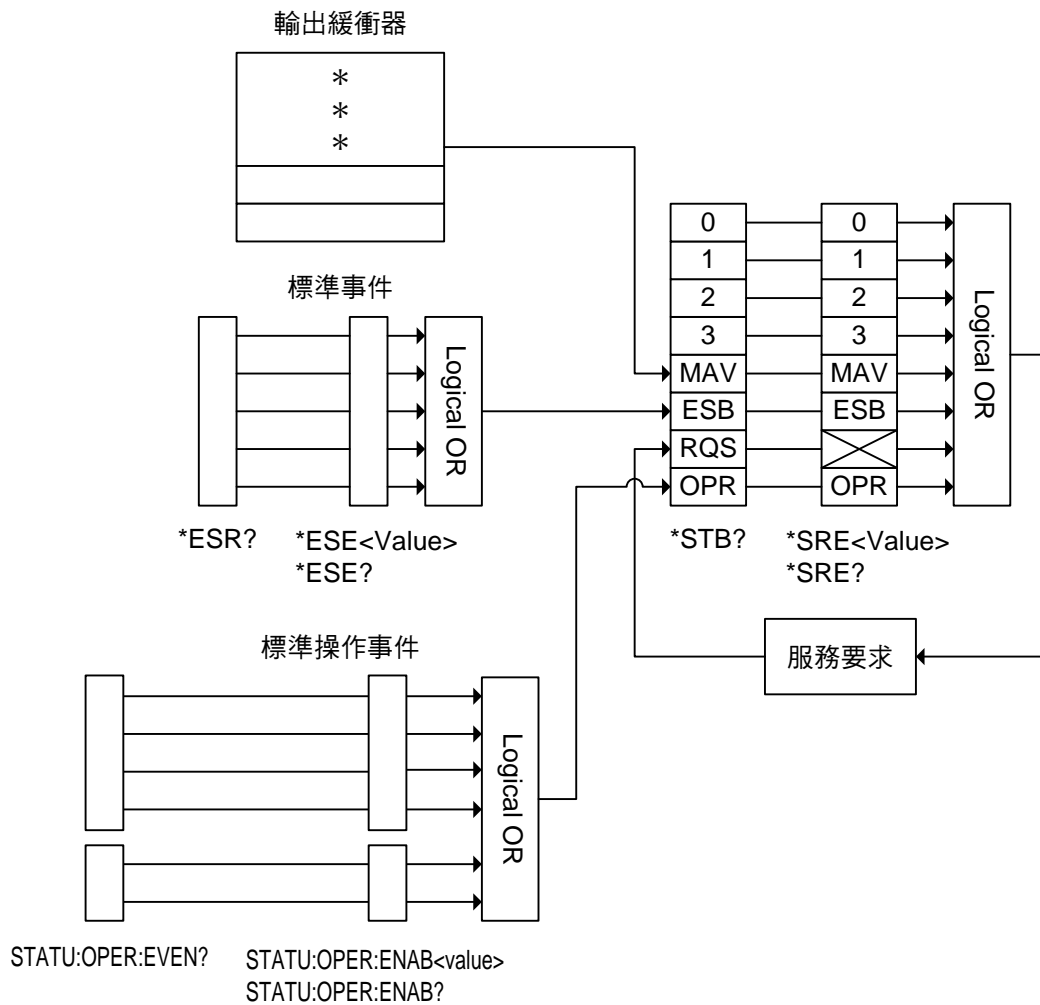 輸出緩衝器
*
*
*
標準事件
Logical OR
*ESR?
*ESE<Value>
*ESE?
0
1
2
3
MAV
ESB
RQS
OPR
0
1
2
3
MAV
ESB
OPR
Logical OR
*STB?
*SRE<Value>
*SRE?
服務要求
標準操作事件
Logical OR
STATU:OPER:EVEN?
STATU:OPER:ENAB<value>
STATU:OPER:ENAB?